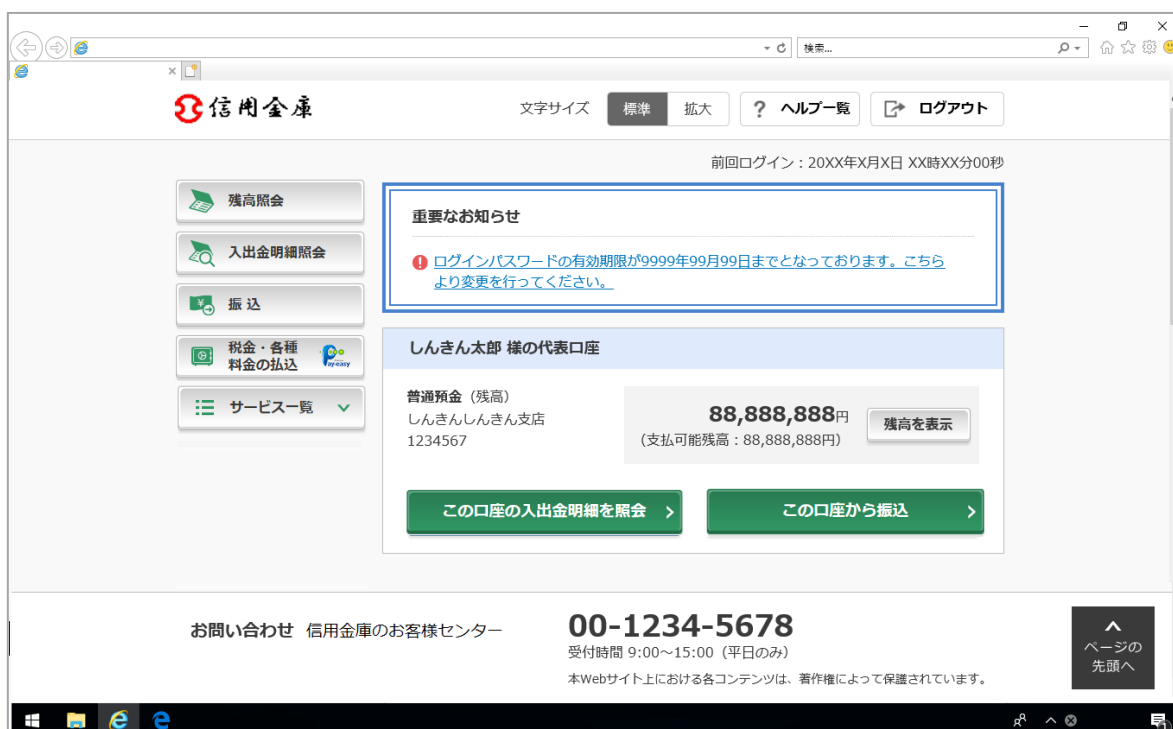 検索...
信用金庫
文字サイズ 標準 拡大 ? ヘルプ一覧 ログアウト
前回ログイン：20XX年X月X日 XX時XX分00秒
残高照会
入出金明細照会
振込
税金・各種
料金の払込
Pay-easy
サービス一覧
重要なお知らせ
ログインパスワードの有効期限が9999年99月99日までとなっております。こちら
より変更を行ってください。
しんきん太郎 様の代表口座
普通預金（残高）
しんきんしんきん支店
1234567
88,888,888円
（支払可能残高：88,888,888円）
残高を表示
この口座の入出金明細を照会
この口座から振込
お問い合わせ 信用金庫のお客様センター
00-1234-5678
受付時間 9:00～15:00（平日のみ）
本Webサイト上における各コンテンツは、著作権によって保護されています。
ページの
先頭へ